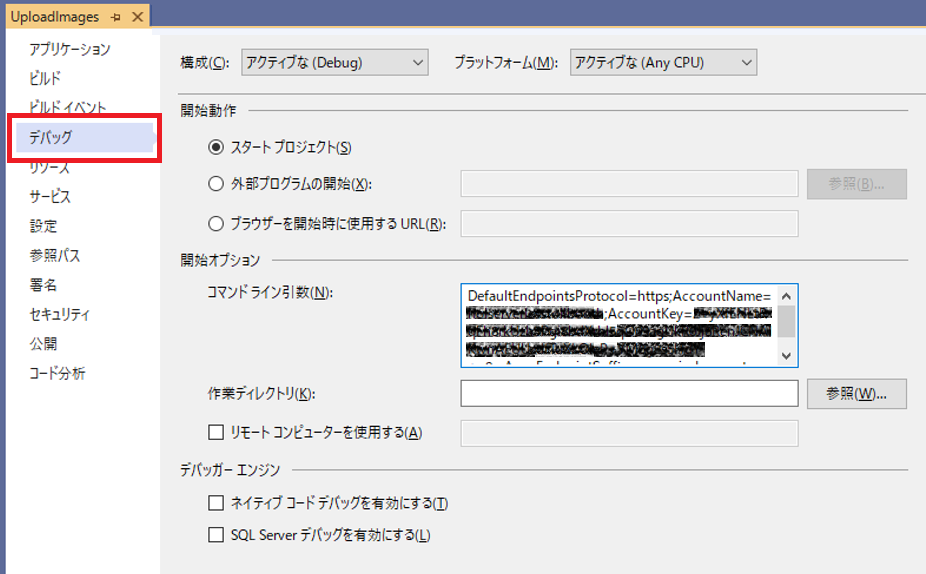 UploadImages
アプリケーション
ビルド
ビルド イベント
デバッグ
リソース
サービス
設定
参照パス
署名
セキュリティ
公開
コード分析
構成(C): アクティブな (Debug) プラットフォーム(M): アクティブな (Any CPU)
開始動作
スタート プロジェクト(S)
外部プログラムの開始(X): 参照(B)...
ブラウザーを開始時に使用する URL(R):
開始オプション
コマンド ライン引数(N): DefaultEndpointsProtocol=https;AccountName=
;AccountKey=
作業ディレクトリ(K): 参照(W)...
リモート コンピューターを使用する(A)
デバッガー エンジン
ネイティブ コード デバッグを有効にする(T)
SQL Server デバッグを有効にする(L)